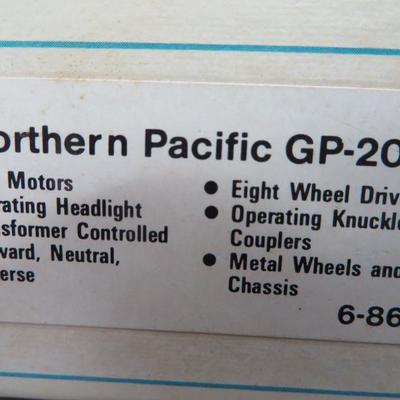 orthern Pacific GP-20
Motors
rating Headlight
nsformer Controlled
ward, Neutral,
erse
• Eight Wheel Driv
• Operating Knuckle
Couplers
• Metal Wheels and
Chassis
6-86